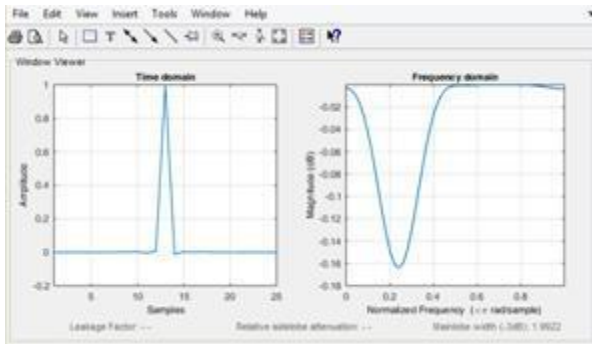 File Edit View Insert Tools Window Help
Window Viewer
Time domain
Frequency domain
1
0.8
0.6
0.4
0.2
0
-0.2
Amplitude
5 10 15 20 25
Samples
-0.02
-0.04
-0.06
-0.08
-0.1
-0.12
-0.14
-0.16
-0.18
Magnitude (dB)
0 0.2 0.4 0.6 0.8
Normalized Frequency (×π rad/sample)
Leakage Factor: --
Relative sidelobe attenuation: --
Mainlobe width (-3dB): 1.9922